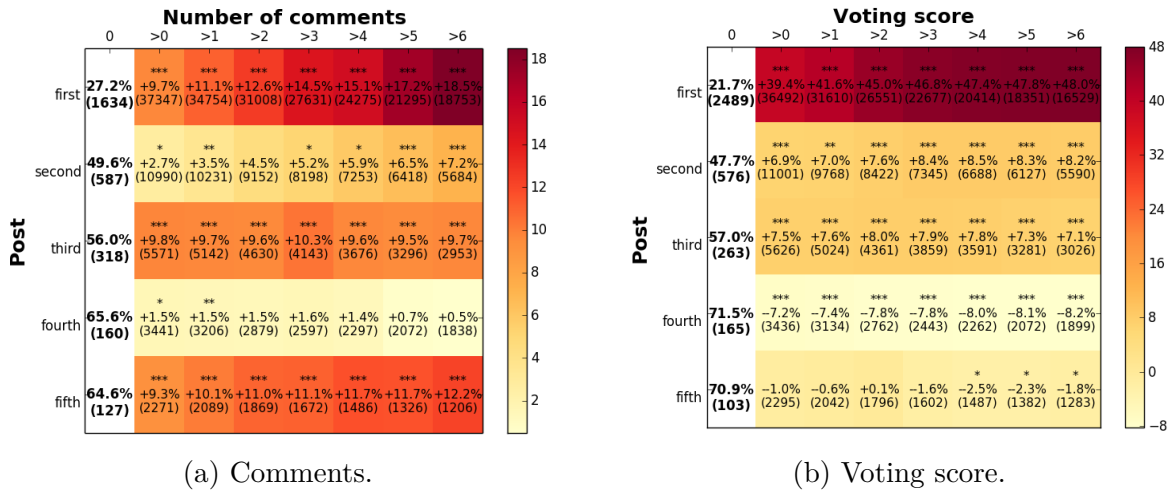 Number of comments
0 >0 >1 >2 >3 >4 >5 >6
Post
first
27.2% (1634)
*** *** *** *** *** *** ***
+9.7% +11.1% +12.6% +14.5% +15.1% +17.2% +18.5%
(37347) (34754) (31008) (27631) (24275) (21295) (18753)
second
49.6% (587)
* ** * * *** ***
+2.7% +3.5% +4.5% +5.2% +5.9% +6.5% +7.2%
(10990) (10231) (9152) (8198) (7253) (6418) (5684)
third
56.0% (318)
*** *** *** *** *** *** ***
+9.8% +9.7% +9.6% +10.3% +9.6% +9.5% +9.7%
(5571) (5142) (4630) (4143) (3676) (3296) (2953)
fourth
65.6% (160)
* **
+1.5% +1.5% +1.5% +1.6% +1.4% +0.7% +0.5%
(3441) (3206) (2879) (2597) (2297) (2072) (1838)
fifth
64.6% (127)
*** *** *** *** *** *** ***
+9.3% +10.1% +11.0% +11.1% +11.7% +11.7% +12.2%
(2271) (2089) (1869) (1672) (1486) (1326) (1206)
18
16
14
12
10
8
6
4
2
(a) Comments.
Voting score
0 >0 >1 >2 >3 >4 >5 >6
Post
first
21.7% (2489)
*** *** *** *** *** *** ***
+39.4% +41.6% +45.0% +46.8% +47.4% +47.8% +48.0%
(36492) (31610) (26551) (22677) (20414) (18351) (16529)
second
47.7% (576)
*** ** *** *** *** *** ***
+6.9% +7.0% +7.6% +8.4% +8.5% +8.3% +8.2%
(11001) (9768) (8422) (7345) (6688) (6127) (5590)
third
57.0% (263)
*** *** *** *** *** *** ***
+7.5% +7.6% +8.0% +7.9% +7.8% +7.3% +7.1%
(5626) (5024) (4361) (3859) (3591) (3281) (3026)
fourth
71.5% (165)
*** *** *** *** *** *** ***
−7.2% −7.4% −7.8% −7.8% −8.0% −8.1% −8.2%
(3436) (3134) (2762) (2443) (2262) (2072) (1899)
fifth
70.9% (103)
* * *
−1.0% −0.6% +0.1% −1.6% −2.5% −2.3% −1.8%
(2295) (2042) (1796) (1602) (1487) (1382) (1283)
48
40
32
24
16
8
0
−8
(b) Voting score.